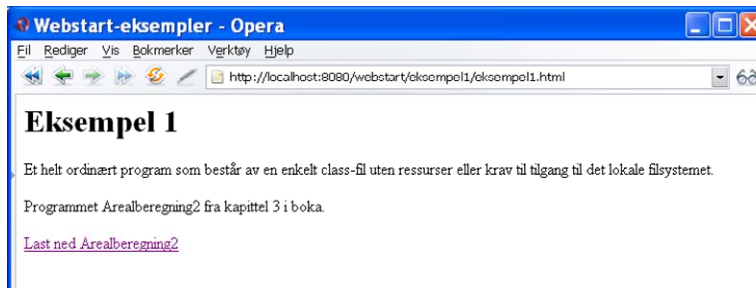 Webstart-eksempler - Opera
Fil Rediger Vis Bokmerker Verktøy Hjelp
http://localhost:8080/webstart/eksempel1/eksempel1.html
Eksempel 1
Et helt ordinært program som består av en enkelt class-fil uten ressurser eller krav til tilgang til det lokale filsystemet.
Programmet Arealberegning2 fra kapittel 3 i boka.
Last ned Arealberegning2